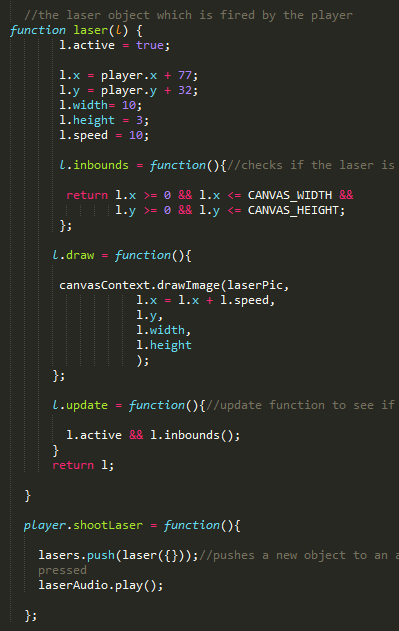 //the laser object which is fired by the player
function laser(l) {
l.active = true;
l.x = player.x + 77;
l.y = player.y + 32;
l.width= 10;
l.height = 3;
l.speed = 10;
l.inbounds = function(){//checks if the laser is
return l.x >= 0 && l.x <= CANVAS_WIDTH &&
l.y >= 0 && l.y <= CANVAS_HEIGHT;
};
l.draw = function(){
canvasContext.drawImage(laserPic,
l.x = l.x + l.speed,
l.y,
l.width,
l.height
);
};
l.update = function(){//update function to see if
l.active && l.inbounds();
}
return l;
}
player.shootLaser = function(){
lasers.push(laser({}));//pushes a new object to an
pressed
laserAudio.play();
};